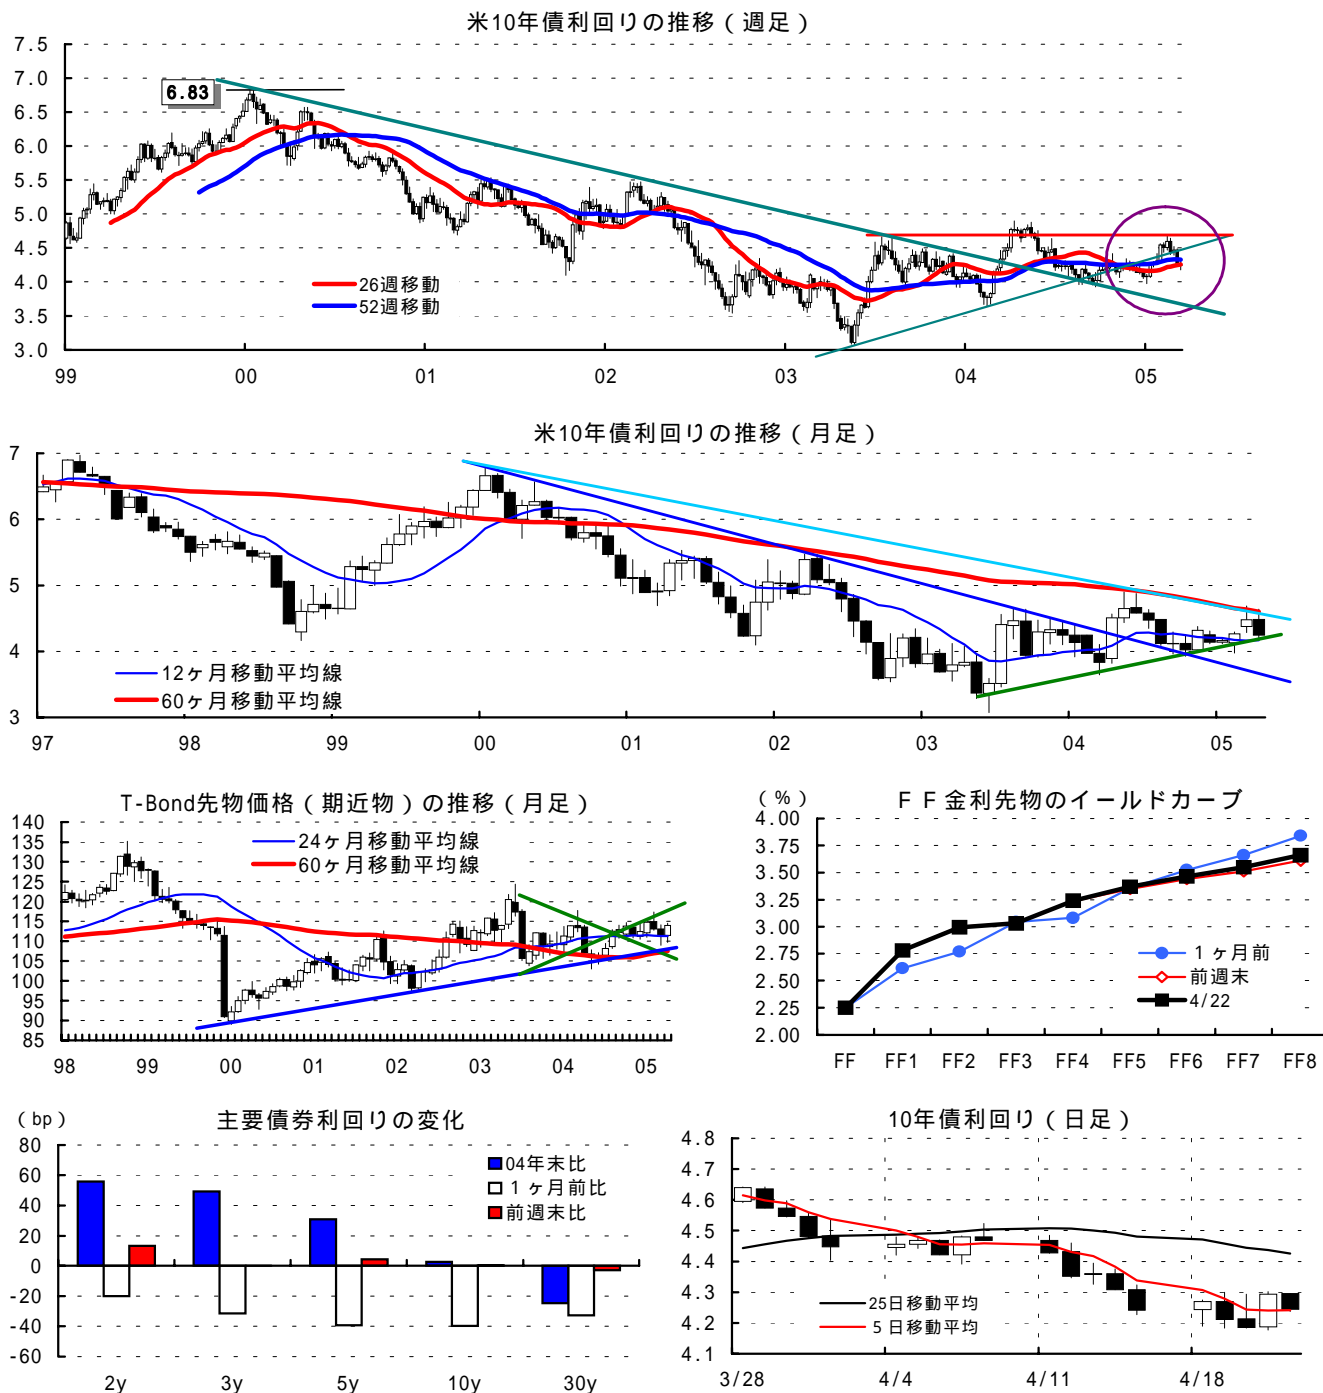 米10年債利回りの推移（週足）
7.5
7.0
6.5
6.0
5.5
5.0
4.5
4.0
3.5
3.0
6.83
26週移動
52週移動
99 00 01 02 03 04 05
米10年債利回りの推移（月足）
7
6
5
4
3
12ヶ月移動平均線
60ヶ月移動平均線
97 98 99 00 01 02 03 04 05
T-Bond先物価格（期近物）の推移（月足）
140
135
130
125
120
115
110
105
100
95
90
85
24ヶ月移動平均線
60ヶ月移動平均線
98 99 00 01 02 03 04 05
（%）
ＦＦ金利先物のイールドカーブ
4.00
3.75
3.50
3.25
3.00
2.75
2.50
2.25
2.00
１ヶ月前
前週末
4/22
FF FF1 FF2 FF3 FF4 FF5 FF6 FF7 FF8
（bp）
主要債券利回りの変化
80
60
40
20
0
-20
-40
-60
04年末比
１ヶ月前比
前週末比
2y 3y 5y 10y 30y
10年債利回り（日足）
4.8
4.7
4.6
4.5
4.4
4.3
4.2
4.1
25日移動平均
５日移動平均
3/28 4/4 4/11 4/18